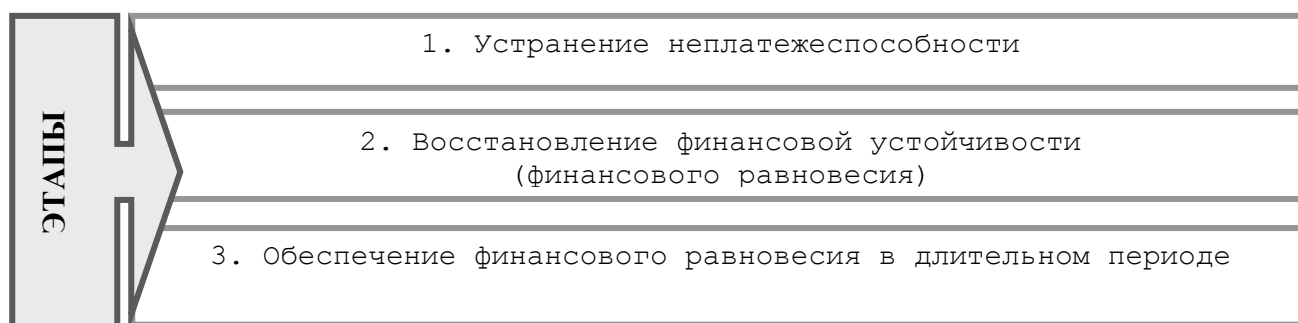 ЭТАПЫ
1. Устранение неплатежеспособности
2. Восстановление финансовой устойчивости
(финансового равновесия)
3. Обеспечение финансового равновесия в длительном периоде